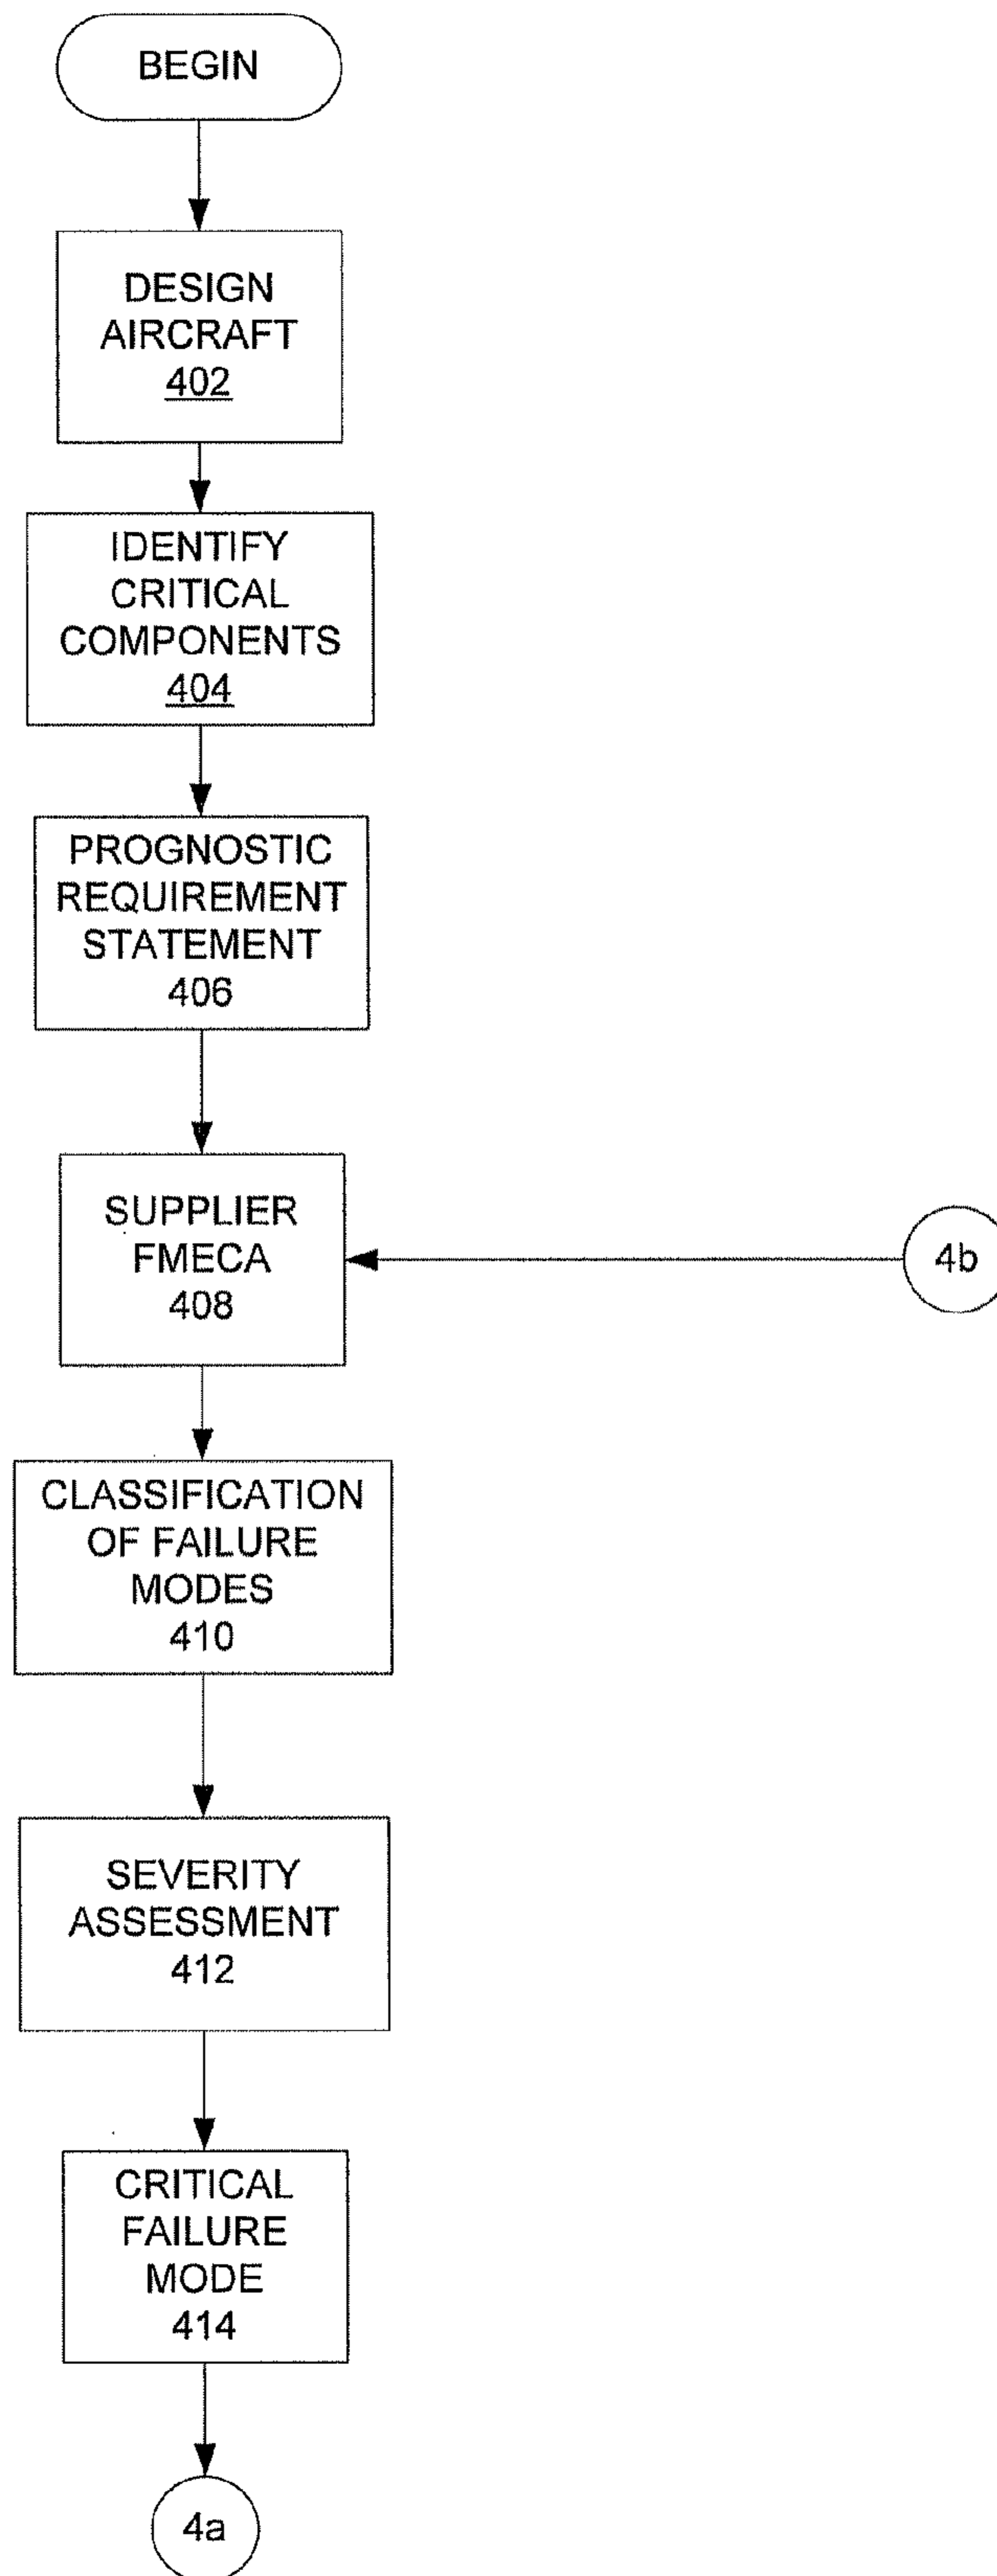 BEGIN
DESIGN
AIRCRAFT
402
IDENTIFY
CRITICAL
COMPONENTS
404
PROGNOSTIC
REQUIREMENT
STATEMENT
406
SUPPLIER
FMECA
408
4b
CLASSIFICATION
OF FAILURE
MODES
410
SEVERITY
ASSESSMENT
412
CRITICAL
FAILURE
MODE
414
4a